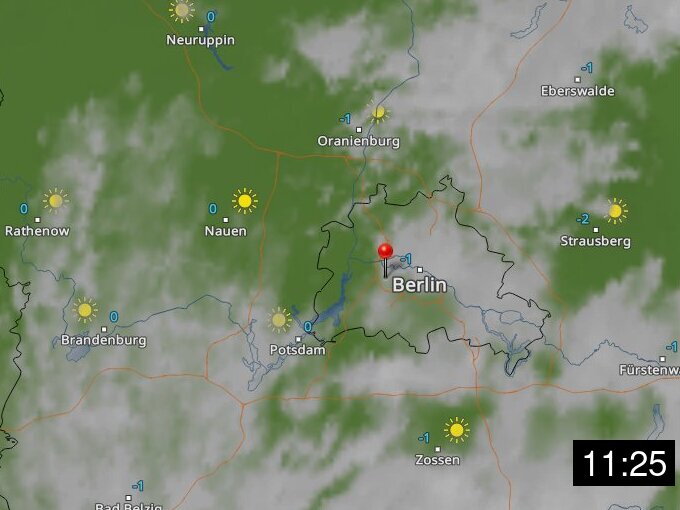 0
Neuruppin
-1
Eberswalde
-1
Oranienburg
0
Rathenow
0
Nauen
-2
Strausberg
-1
Berlin
0
Brandenburg
0
Potsdam
-1
Fürstenwa
-1
Zossen
11:25
-1
Bad Belzig